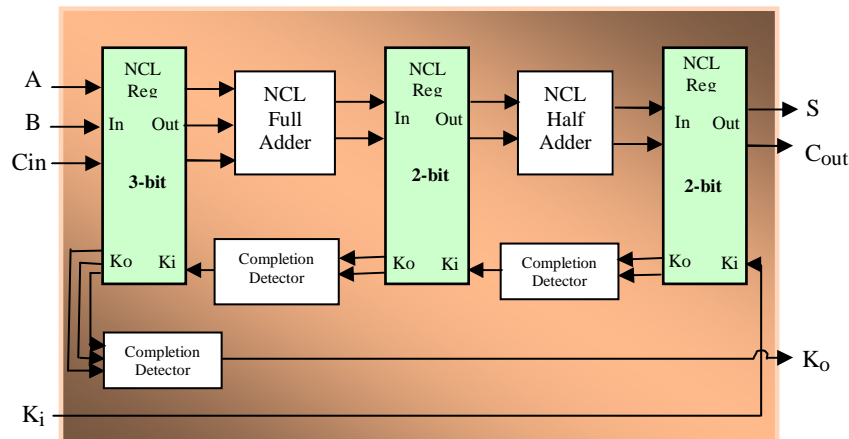 A
B
Cin
NCL
Reg
In
Out
3-bit
Ko
Ki
NCL
Full
Adder
NCL
Reg
In
Out
2-bit
Ko
Ki
NCL
Half
Adder
NCL
Reg
In
Out
2-bit
Ko
Ki
S
Cout
Completion
Detector
Completion
Detector
Completion
Detector
Ko
Ki